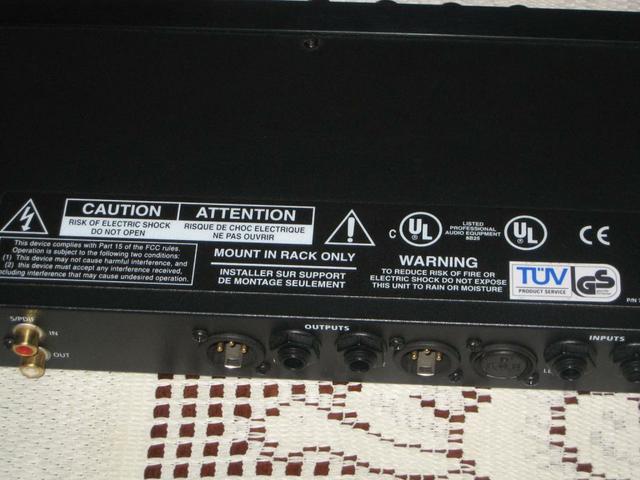 CAUTION
RISK OF ELECTRIC SHOCK
DO NOT OPEN
ATTENTION
RISQUE DE CHOC ELECTRIQUE
NE PAS OUVRIR
This device complies with Part 15 of the FCC rules.
Operation is subject to the following two conditions:
(1) This device may not cause harmful interference, and
(2) this device must accept any interference received,
including interference that may cause undesired operation.
MOUNT IN RACK ONLY
INSTALLER SUR SUPPORT
DE MONTAGE SEULEMENT
C UL
LISTED
PROFESSIONAL
AUDIO EQUIPMENT
UL
CE
WARNING
TO REDUCE RISK OF FIRE OR
ELECTRIC SHOCK DO NOT EXPOSE
THIS UNIT TO RAIN OR MOISTURE
TÜV
PRODUCT SERVICE
GS
P/N
S/PDIF
IN
OUT
OUTPUTS
INPUTS